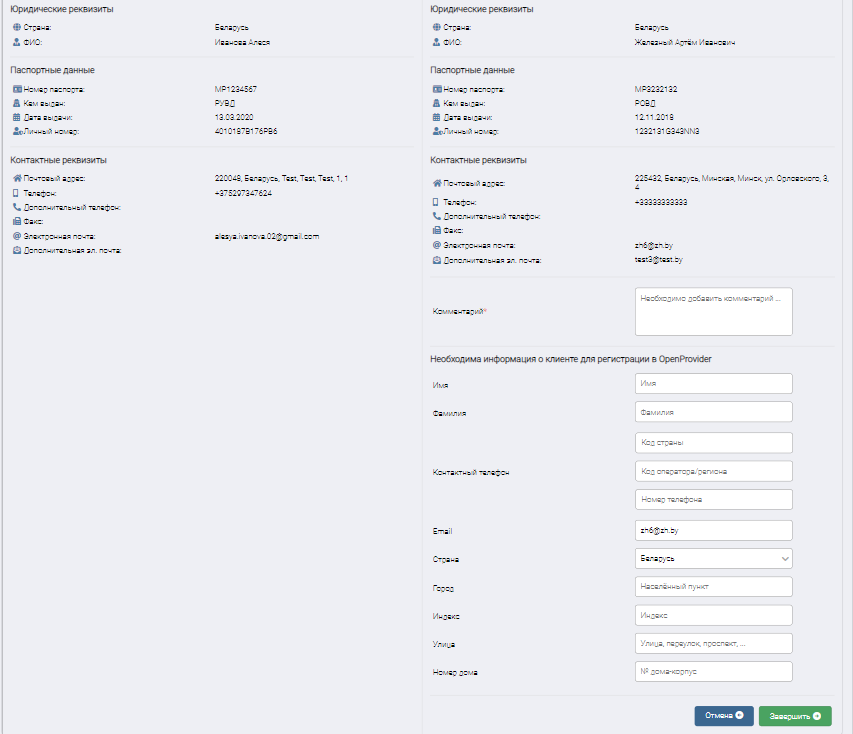 Юридические реквизиты
Страна:
Беларусь
ФИО:
Иванова Алеся
Паспортные данные
Номер паспорта:
MP1234567
Кем выдан:
РУВД
Дата выдачи:
13.03.2020
Личный номер:
4010197B176PB6
Контактные реквизиты
Почтовый адрес:
220049, Беларусь, Test, Test, Test, 1, 1
Телефон:
+375297347624
Дополнительный телефон:
Факс:
Электронная почта:
alesya.ivanova.02@gmail.com
Дополнительная эл. почта:
Юридические реквизиты
Страна:
Беларусь
ФИО:
Железный Артём Иванович
Паспортные данные
Номер паспорта:
MP3232132
Кем выдан:
РОВД
Дата выдачи:
12.11.2019
Личный номер:
1232131G343NN3
Контактные реквизиты
Почтовый адрес:
225432, Беларусь, Минская, Минск, ул. Орловского, 3,
4
Телефон:
+33333333333
Дополнительный телефон:
Факс:
Электронная почта:
zh6@zh.by
Дополнительная эл. почта:
test3@test.by
Комментарий*
Необходимо добавить комментарий ...
Необходима информация о клиенте для регистрации в OpenProvider
Имя
Имя
Фамилия
Фамилия
Код страны
Контактный телефон
Код оператора/региона
Номер телефона
Email
zh6@zh.by
Страна
Беларусь
Город
Населённый пункт
Индекс
Индекс
Улица
Улица, переулок, проспект, ...
Номер дома
№ дома-корпус
Отмена
Завершить